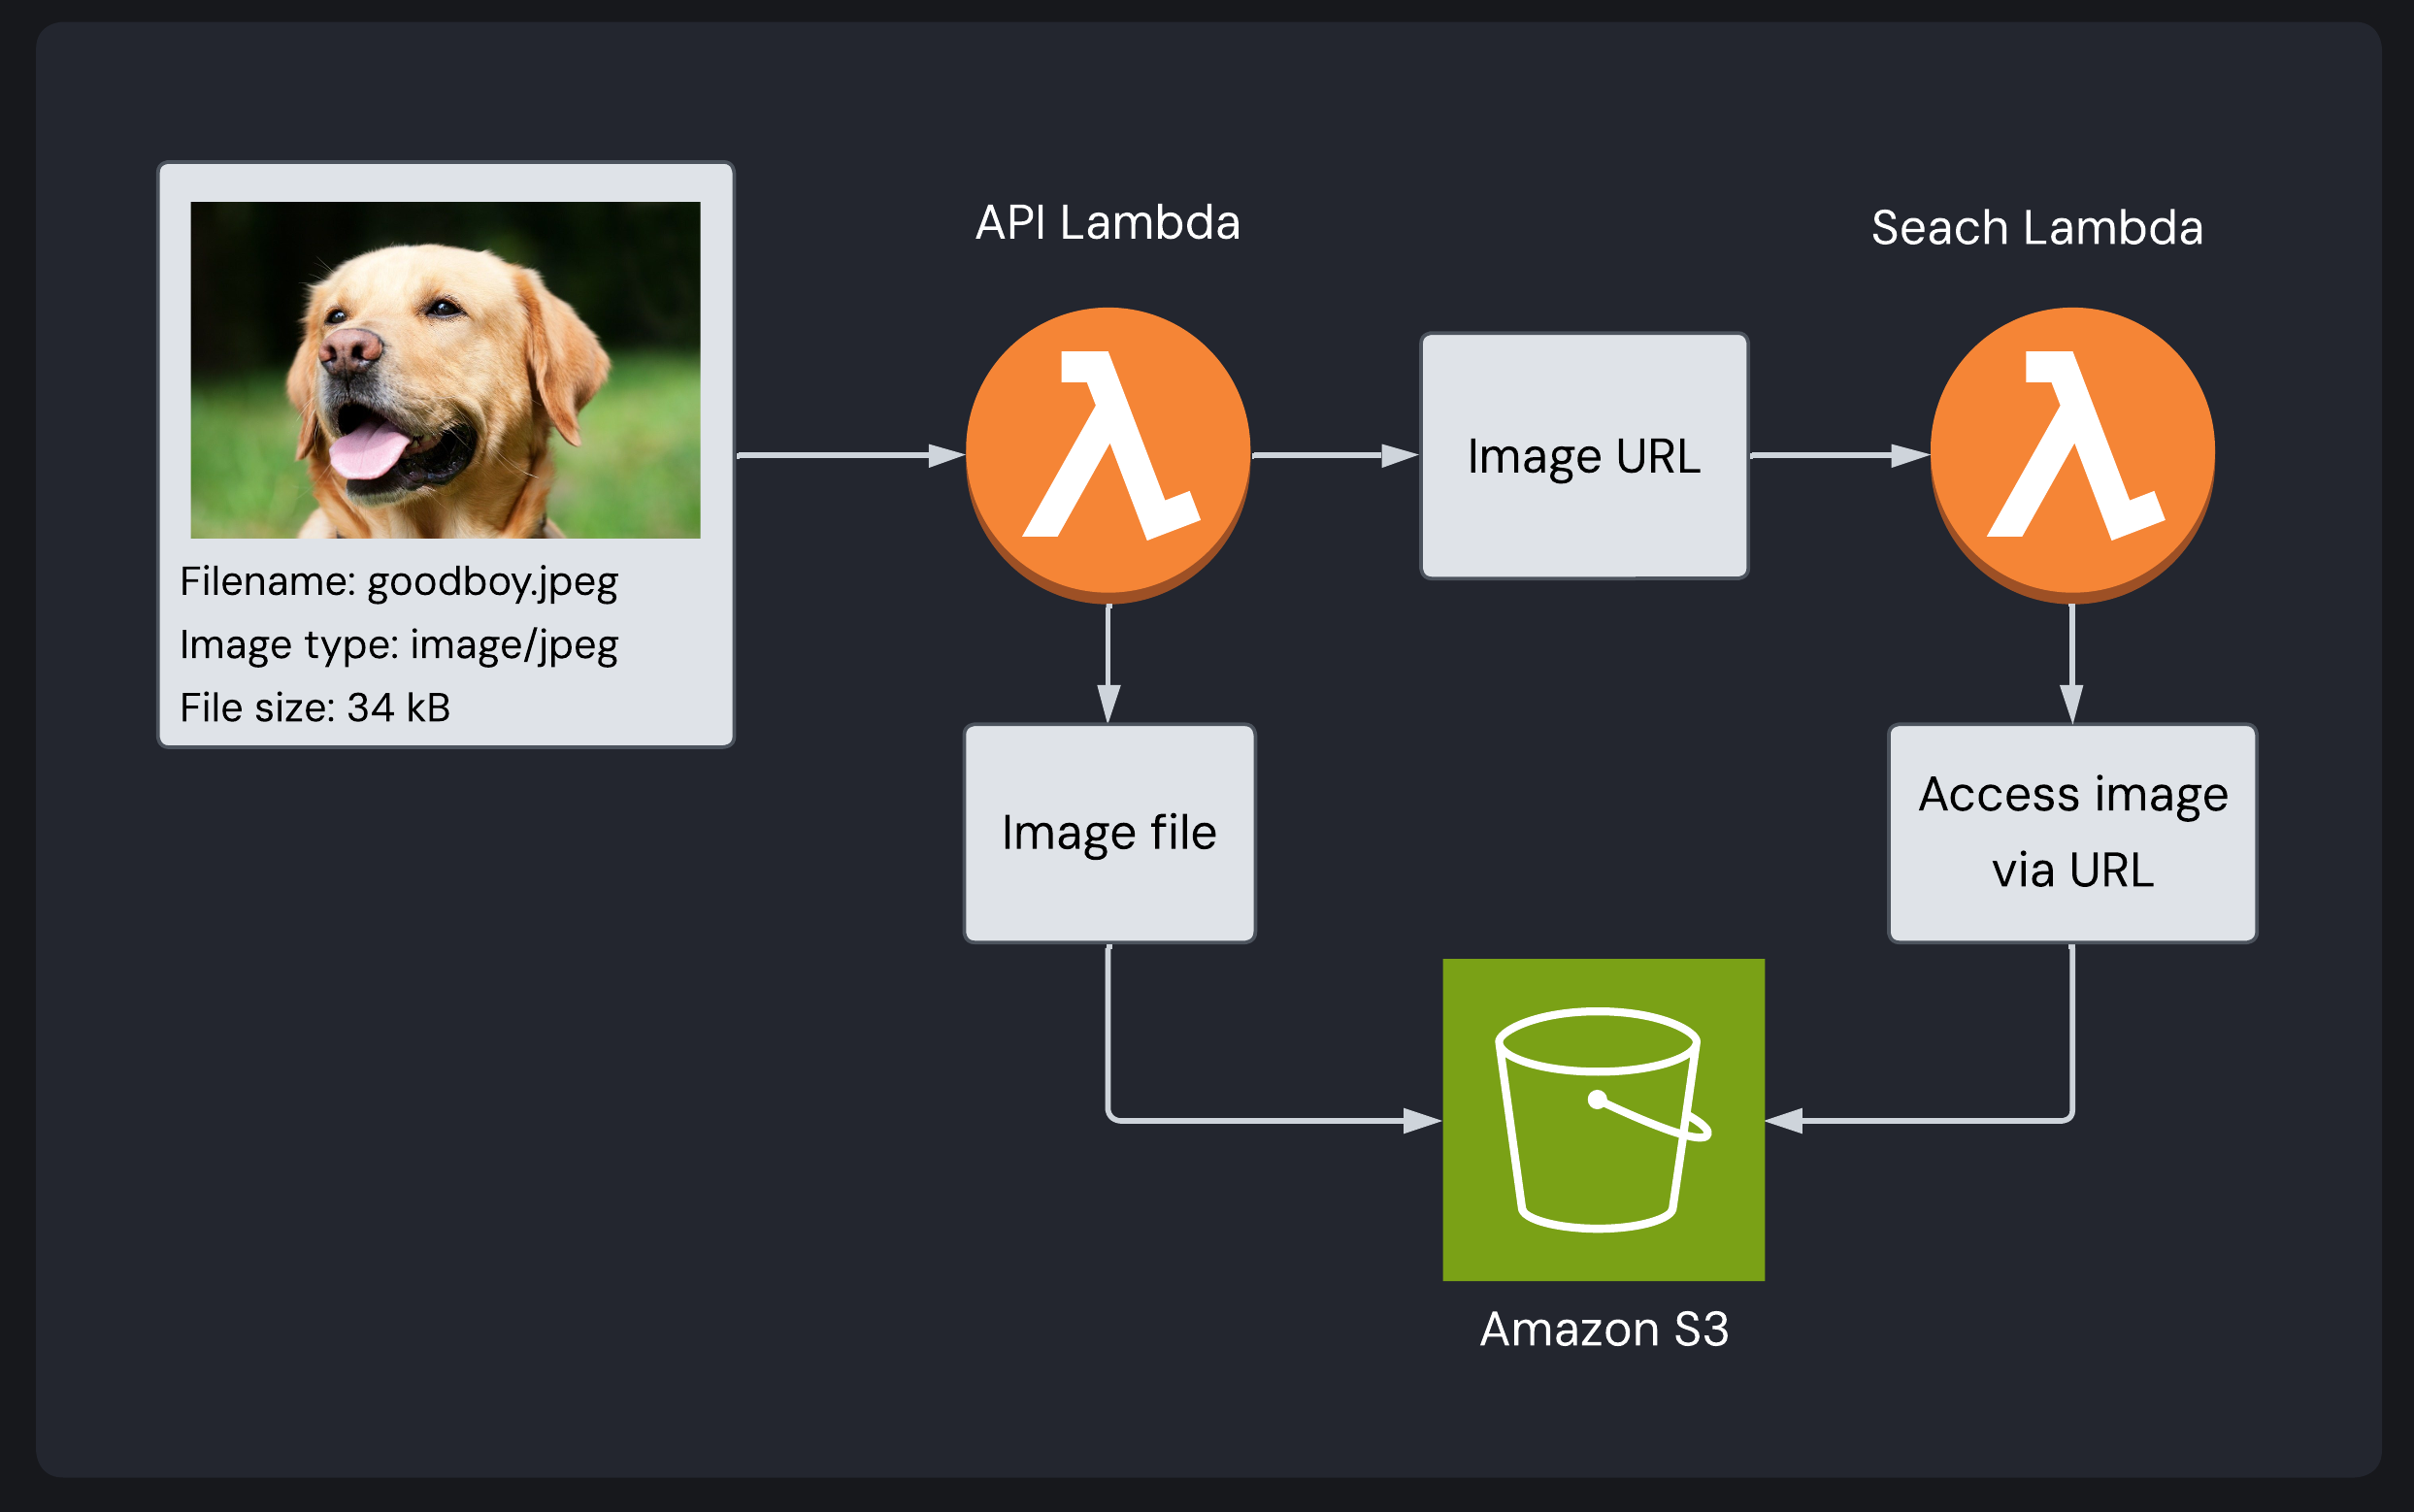 API Lambda
Seach Lambda
Image URL
Filename: goodboy.jpeg
Image type: image/jpeg
File size: 34 kB
Image file
Access image
via URL
Amazon S3